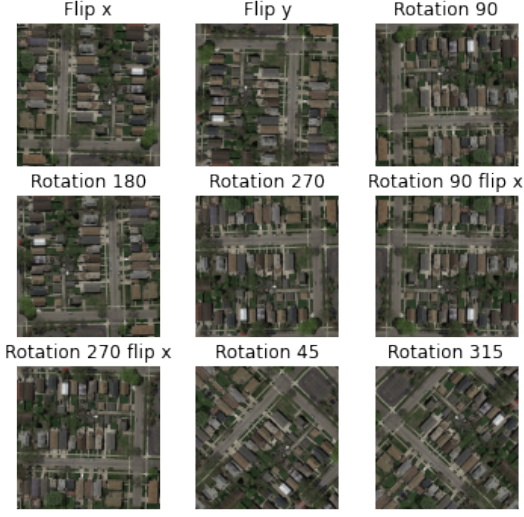 Flip x
Flip y
Rotation 90
Rotation 180
Rotation 270
Rotation 90 flip x
Rotation 270 flip x
Rotation 45
Rotation 315